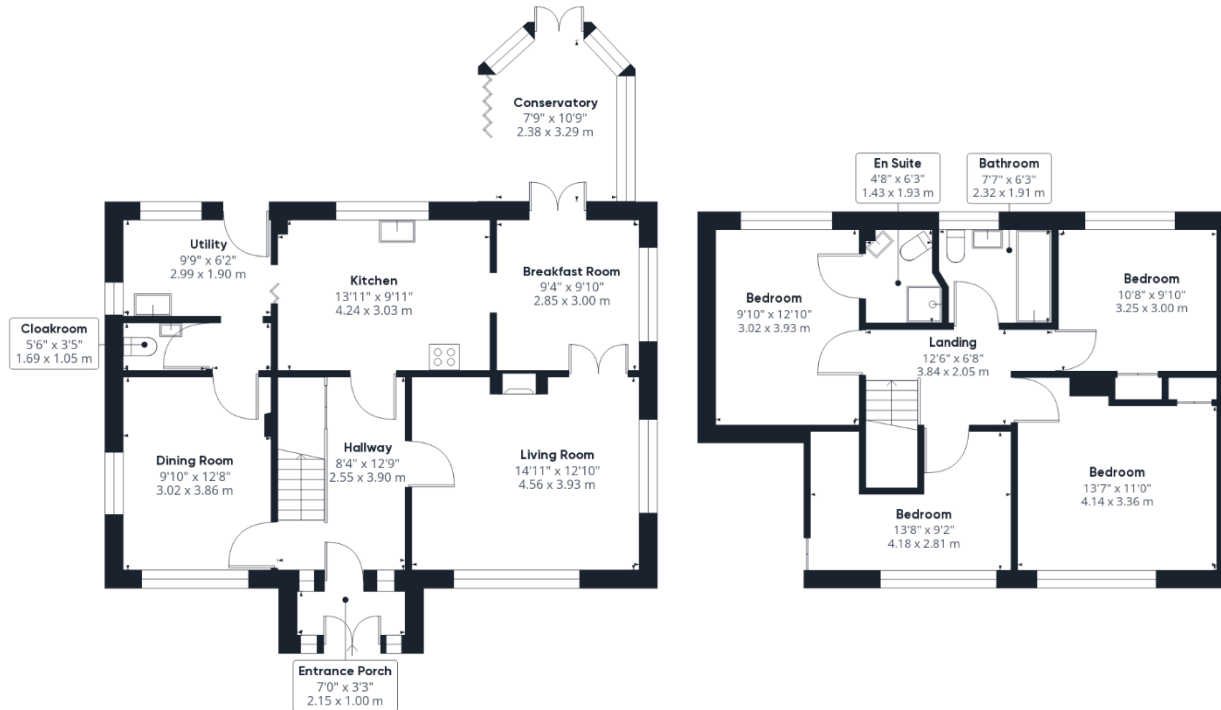 Conservatory
7'9" x 10'9"
2.38 x 3.29 m
Utility
9'9" x 6'2"
2.99 x 1.90 m
Kitchen
13'11" x 9'11"
4.24 x 3.03 m
Breakfast Room
9'4" x 9'10"
2.85 x 3.00 m
Cloakroom
5'6" x 3'5"
1.69 x 1.05 m
Dining Room
9'10" x 12'8"
3.02 x 3.86 m
Hallway
8'4" x 12'9"
2.55 x 3.90 m
Living Room
14'11" x 12'10"
4.56 x 3.93 m
Entrance Porch
7'0" x 3'3"
2.15 x 1.00 m
En Suite
4'8" x 6'3"
1.43 x 1.93 m
Bathroom
7'7" x 6'3"
2.32 x 1.91 m
Bedroom
9'10" x 12'10"
3.02 x 3.93 m
Bedroom
10'8" x 9'10"
3.25 x 3.00 m
Landing
12'6" x 6'8"
3.84 x 2.05 m
Bedroom
13'8" x 9'2"
4.18 x 2.81 m
Bedroom
13'7" x 11'0"
4.14 x 3.36 m